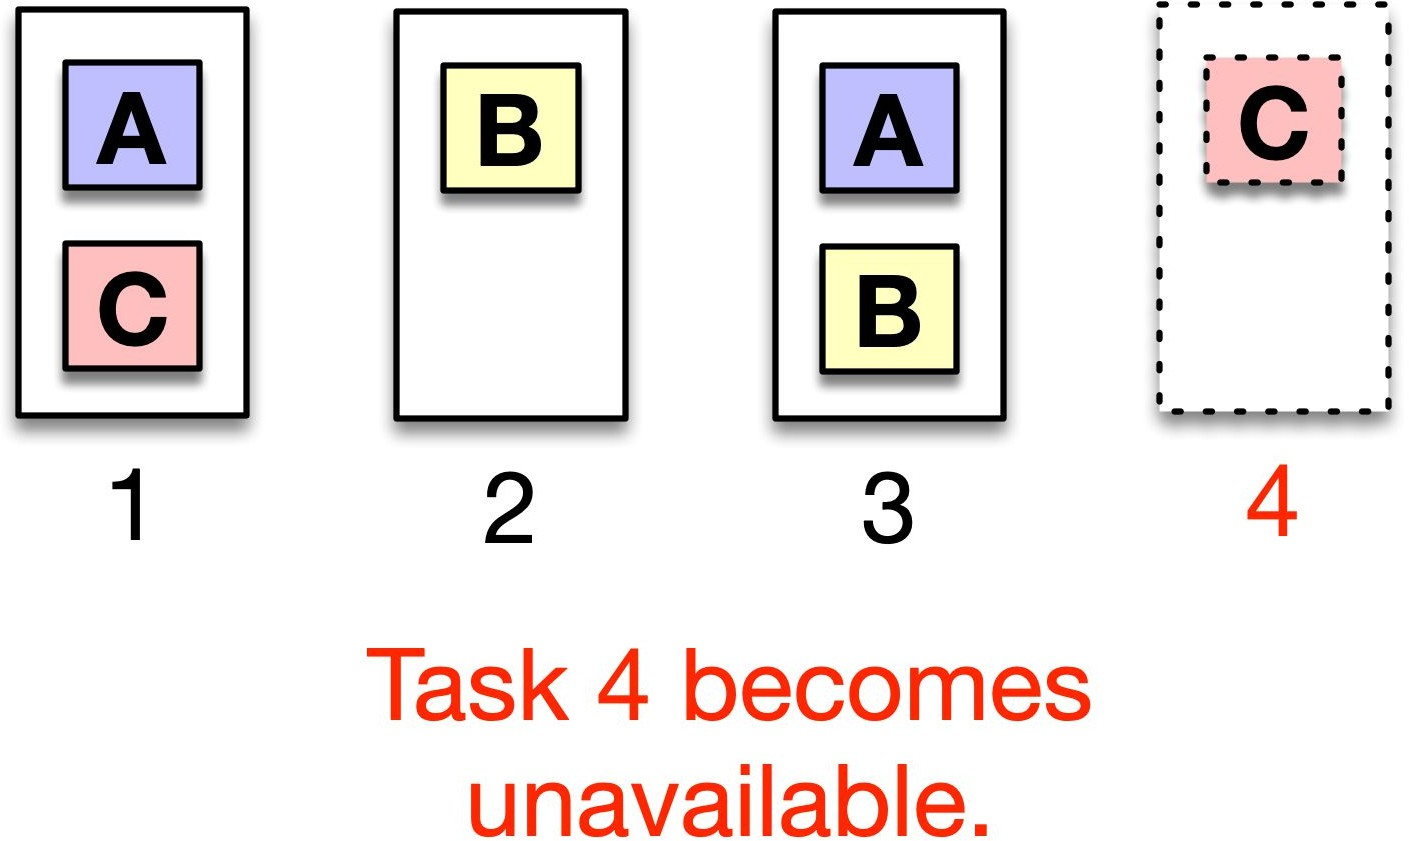 A B A C
C B
1 2 3 4
Task 4 becomes
unavailable.